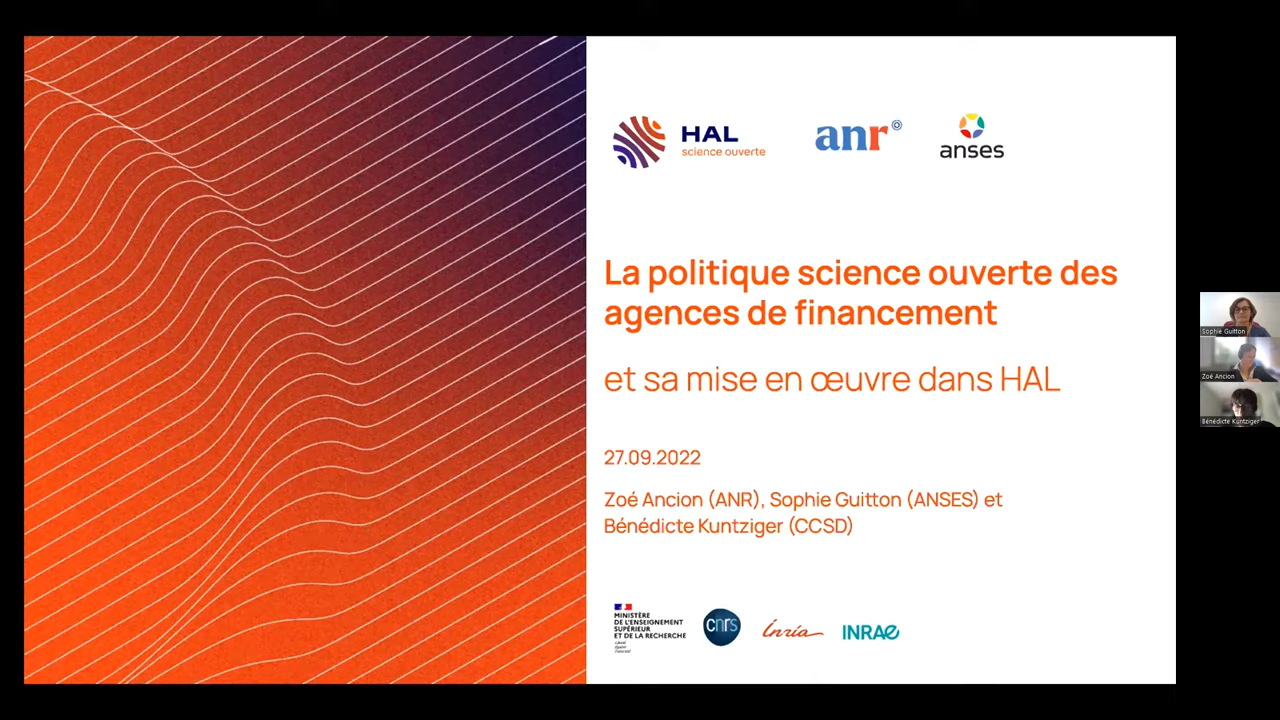 HAL
science ouverte
anr
anses
La politique science ouverte des
agences de financement
et sa mise en œuvre dans HAL
27.09.2022
Zoé Ancion (ANR), Sophie Guitton (ANSES) et
Bénédicte Kuntziger (CCSD)
MINISTÈRE
DE L'ENSEIGNEMENT
SUPÉRIEUR
ET DE LA RECHERCHE
cnrs
Inria
INRAE
Sophie Guitton
Zoé Ancion
Bénédicte Kuntziger